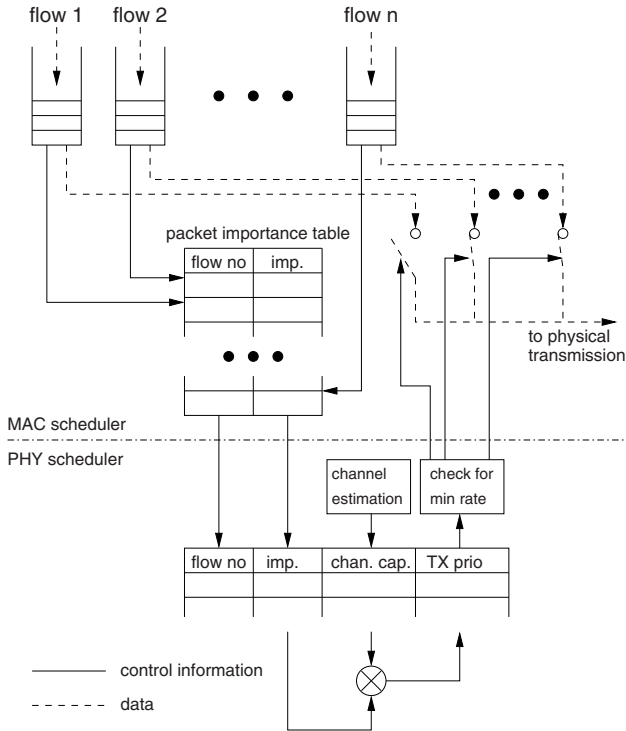 flow 1
flow 2
flow n
packet importance table
flow no
imp.
to physical
transmission
MAC scheduler
PHY scheduler
channel
estimation
check for
min rate
flow no
imp.
chan. cap.
TX prio
control information
data